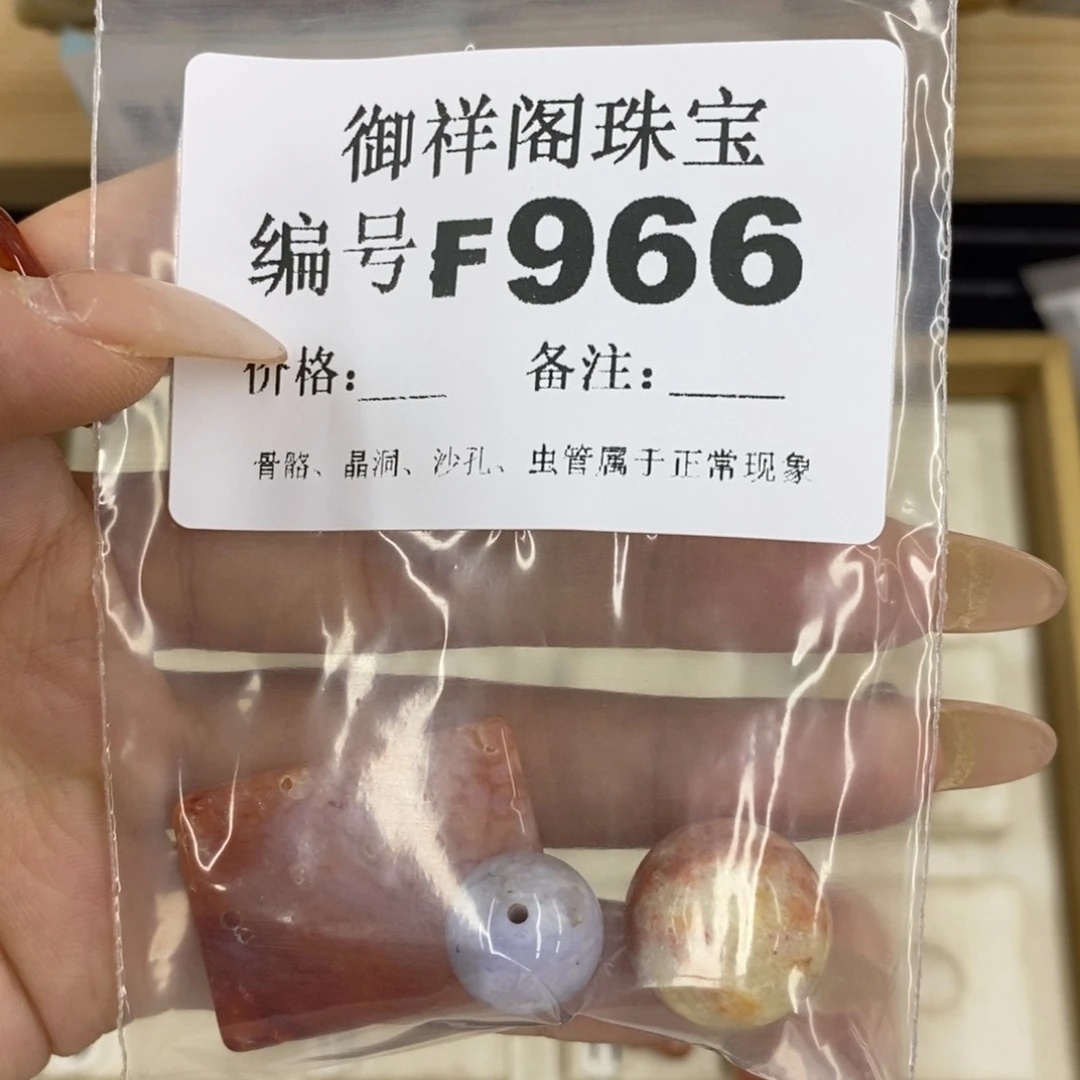 御祥阁珠宝
编号F966
价格:___ 备注:_____
骨骼、晶洞、沙孔、虫管属于正常现象